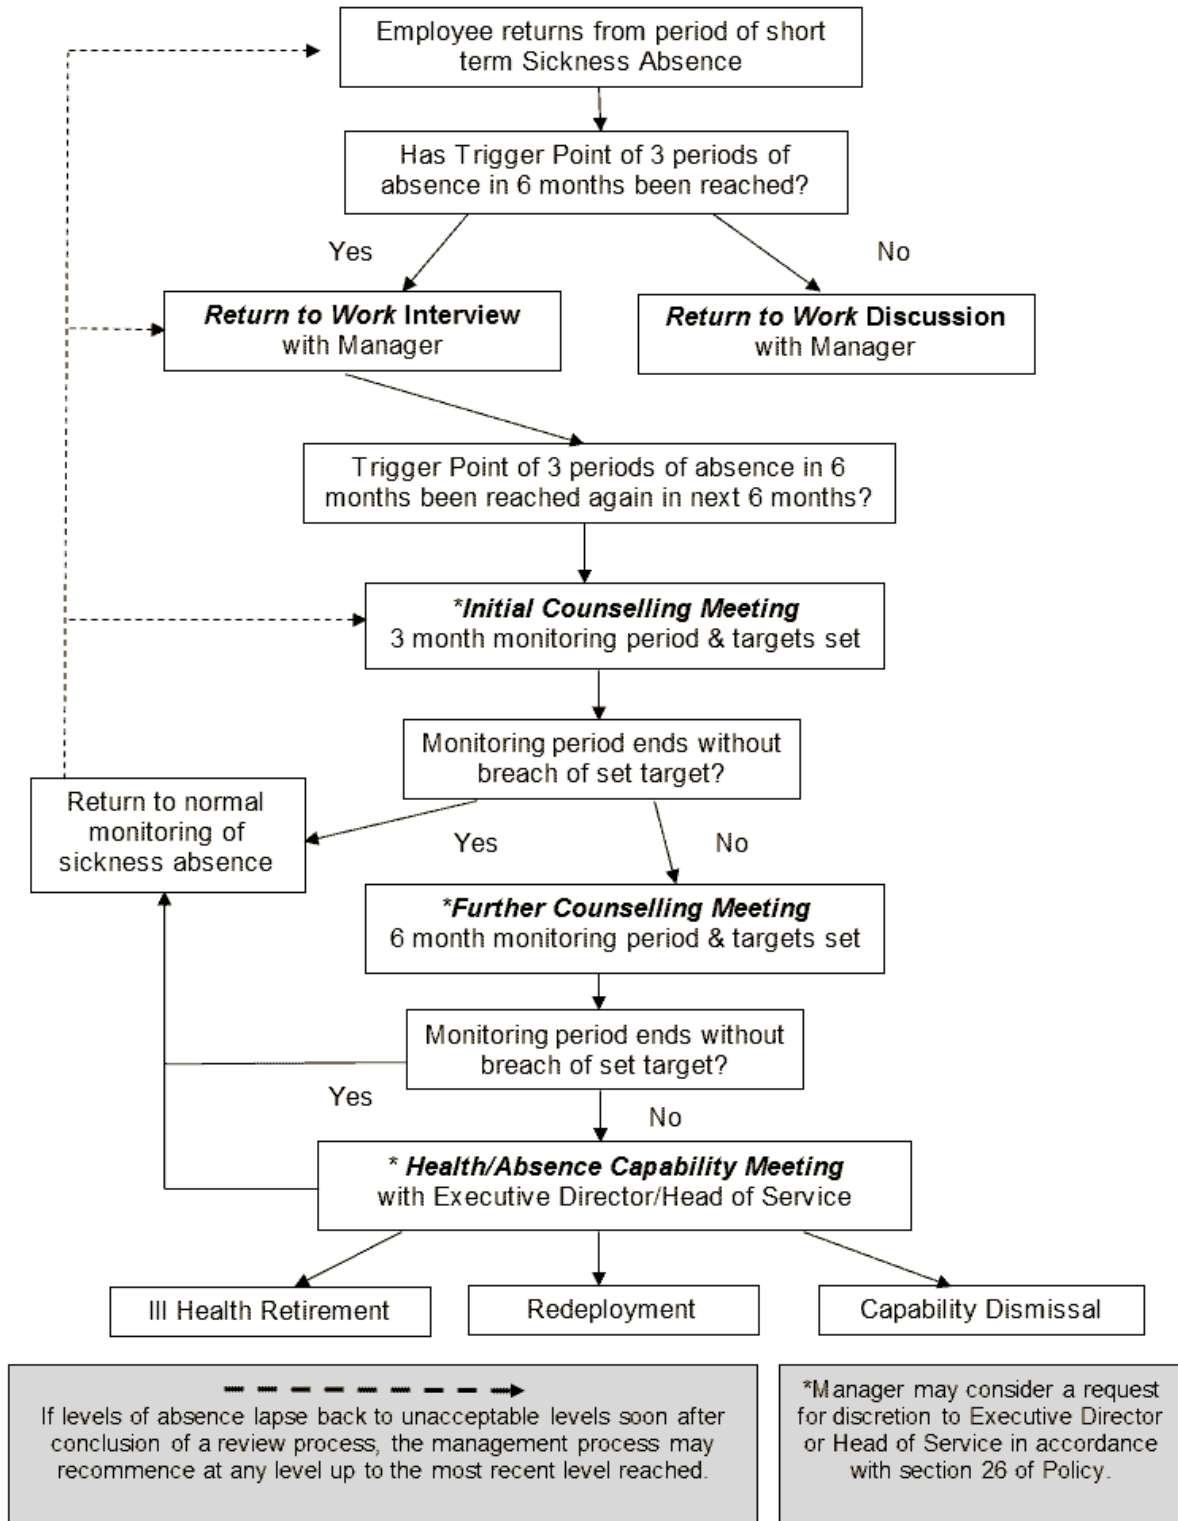 Employee returns from period of short
term Sickness Absence
Has Trigger Point of 3 periods of
absence in 6 months been reached?
Yes
No
Return to Work Interview
with Manager
Return to Work Discussion
with Manager
Trigger Point of 3 periods of absence in 6
months been reached again in next 6 months?
*Initial Counselling Meeting
3 month monitoring period & targets set
Monitoring period ends without
breach of set target?
Return to normal
monitoring of
sickness absence
Yes
No
*Further Counselling Meeting
6 month monitoring period & targets set
Monitoring period ends without
breach of set target?
Yes
No
* Health/Absence Capability Meeting
with Executive Director/Head of Service
Ill Health Retirement
Redeployment
Capability Dismissal
If levels of absence lapse back to unacceptable levels soon after
conclusion of a review process, the management process may
recommence at any level up to the most recent level reached.
*Manager may consider a request
for discretion to Executive Director
or Head of Service in accordance
with section 26 of Policy.